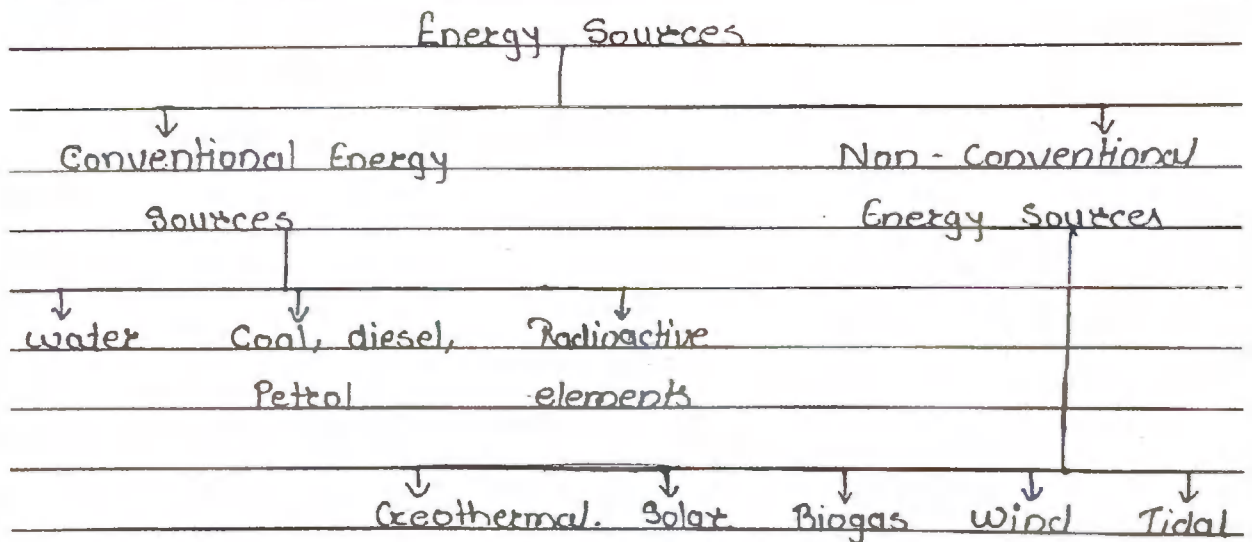 Energy Sources
Conventional Energy Non-Conventional
Sources Energy Sources
water Coal, diesel, Radioactive
Petrol elements
Geothermal. Solar Biogas Wind Tidal